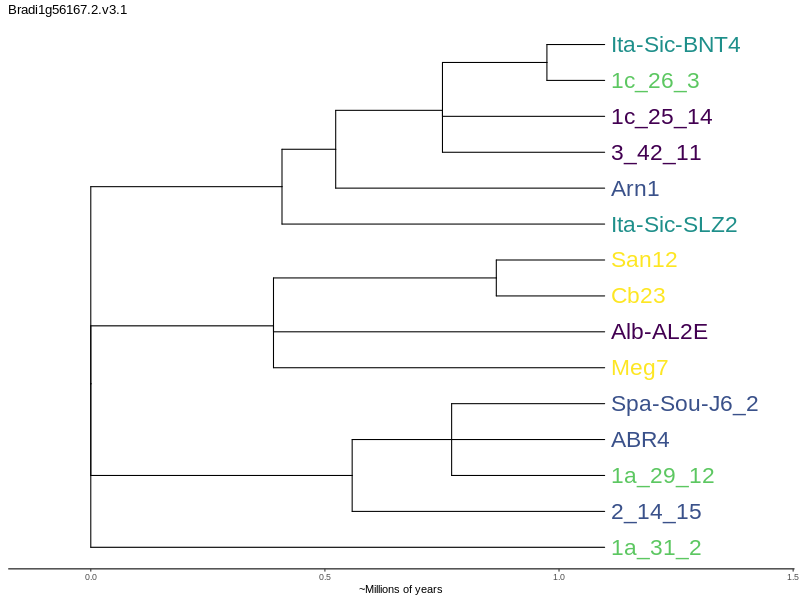 Bradi1g56167.2.v3.1
Ita-Sic-BNT4
1c_26_3
1c_25_14
3_42_11
Arn1
Ita-Sic-SLZ2
San12
Cb23
Alb-AL2E
Meg7
Spa-Sou-J6_2
ABR4
1a_29_12
2_14_15
1a_31_2
0.0 0.5 1.0 1.5
~Millions of years